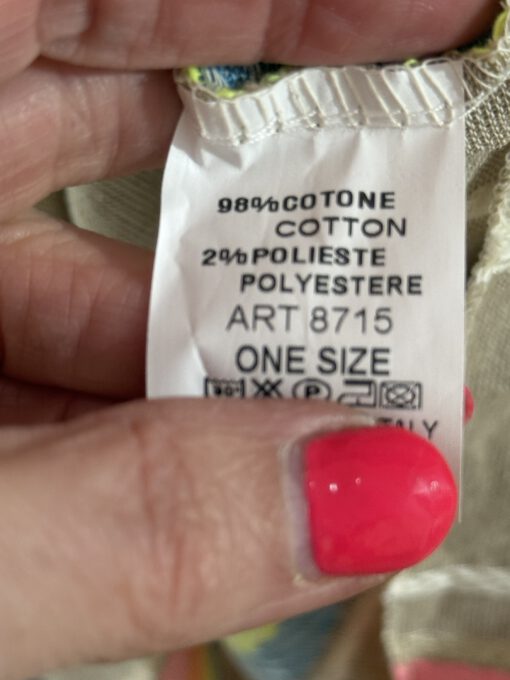 98% COTONE
COTTON
2% POLIESTE
POLYESTERE
ART 8715
ONE SIZE